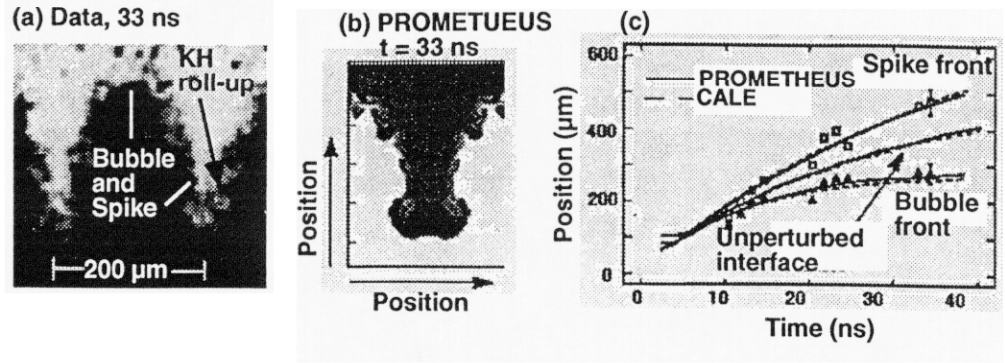 (a) Data, 33 ns
KH
roll-up
Bubble
and
Spike
200 µm
(b) PROMETUEUS
t = 33 ns
Position
Position
(c)
600
400
200
0
Position (µm)
PROMETHEUS
CALE
Spike front
Bubble
front
Unperturbed
interface
0
10
20
30
40
Time (ns)